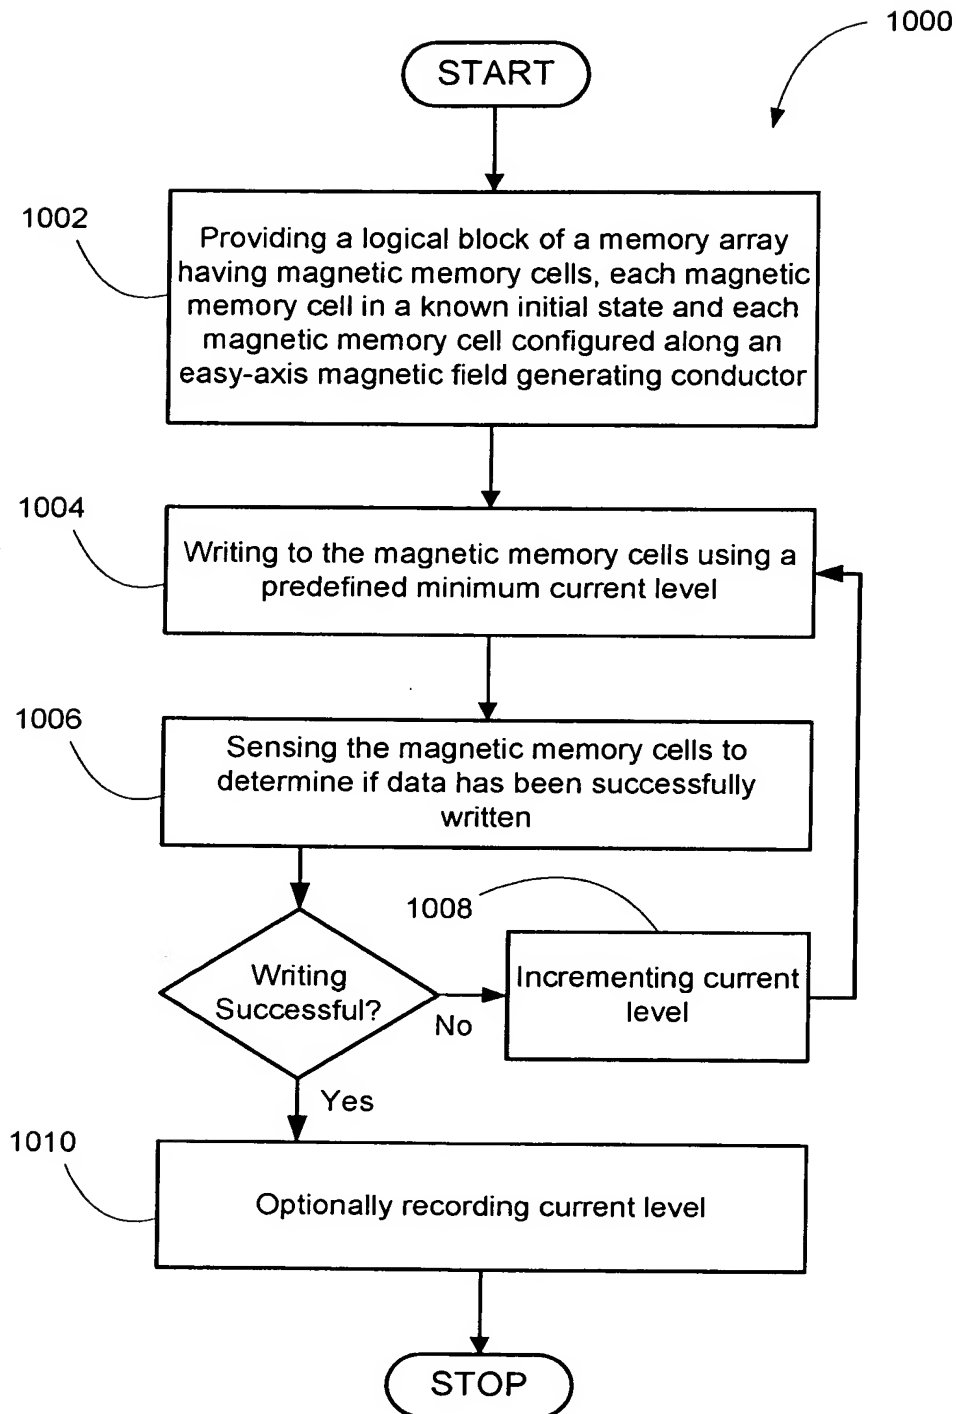 1000
START
1002
Providing a logical block of a memory array
having magnetic memory cells, each magnetic
memory cell in a known initial state and each
magnetic memory cell configured along an
easy-axis magnetic field generating conductor
1004
Writing to the magnetic memory cells using a
predefined minimum current level
1006
Sensing the magnetic memory cells to
determine if data has been successfully
written
1008
Writing
Successful?
No
Incrementing current
level
Yes
1010
Optionally recording current level
STOP